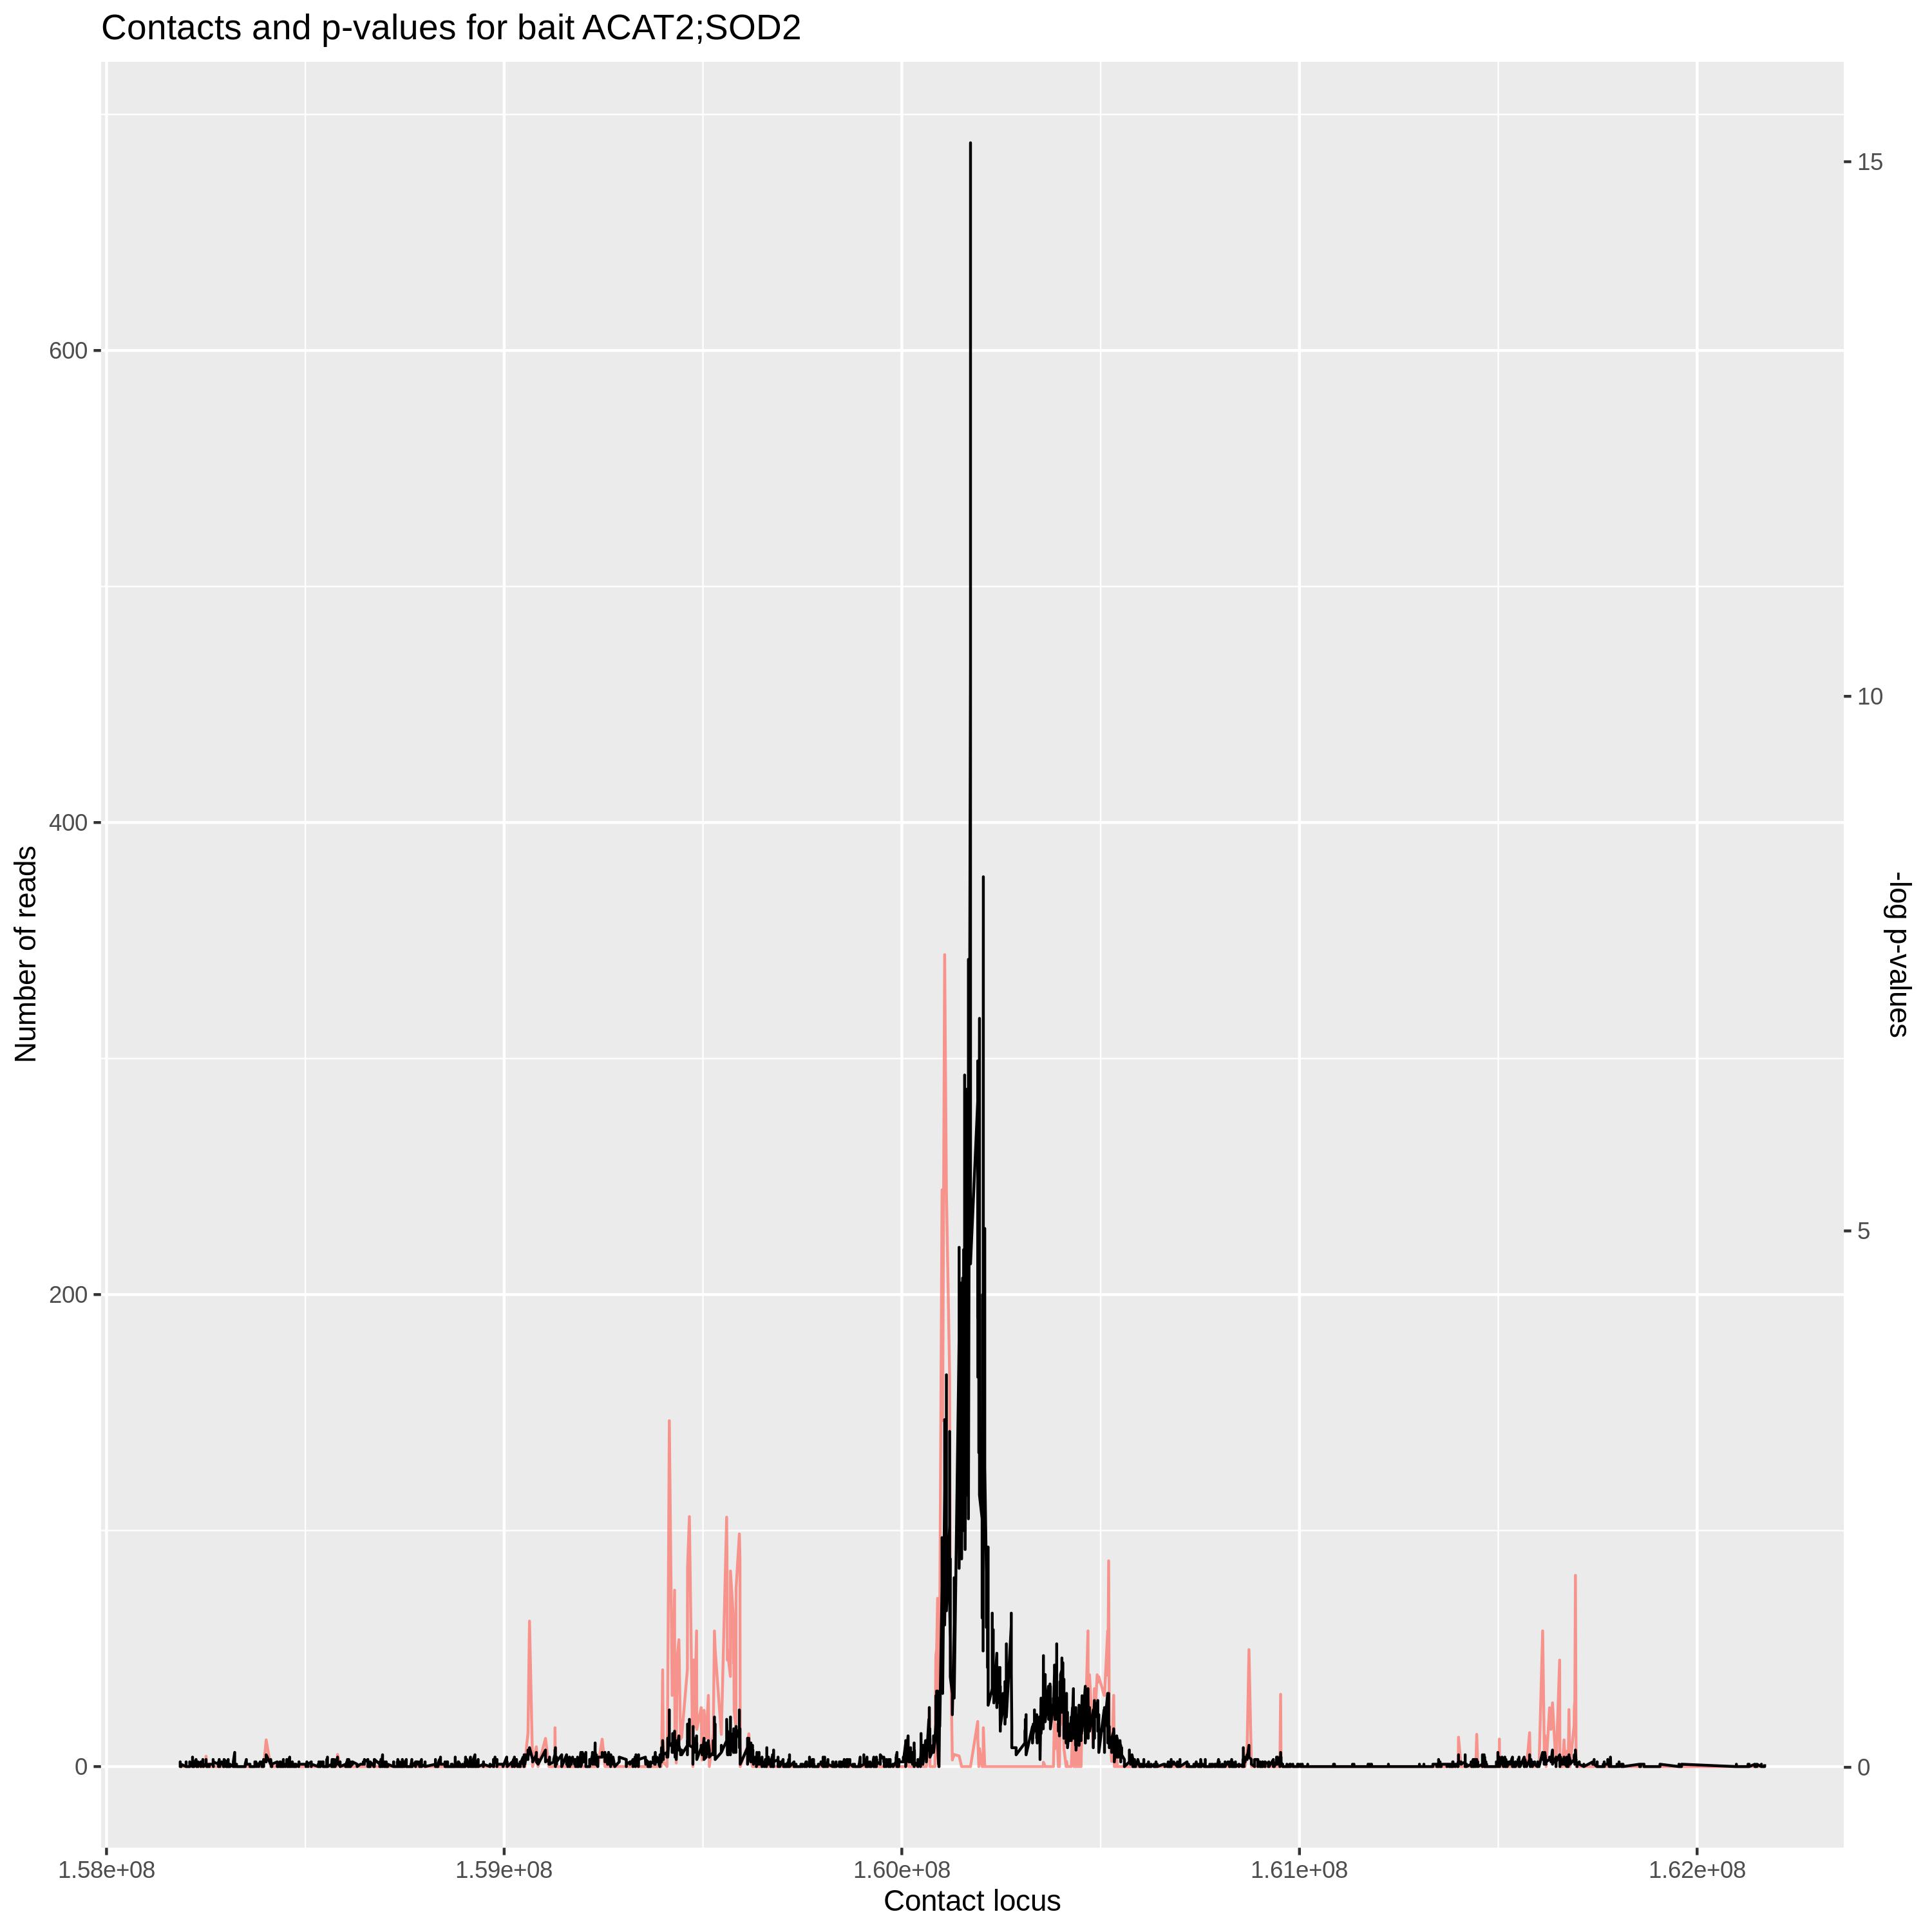 Contacts and p-values for bait ACAT2;SOD2
600
400
200
0
Number of reads
15
10
5
0
-log p-values
1.58e+08
1.59e+08
1.60e+08
1.61e+08
1.62e+08
Contact locus